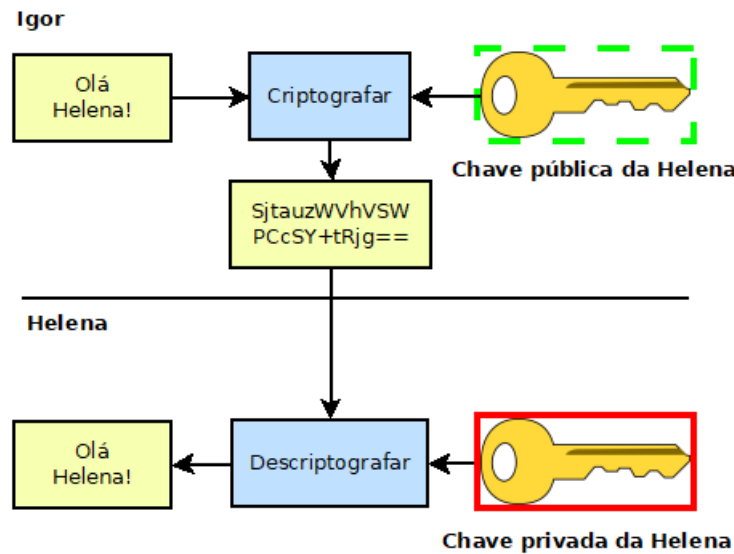 Igor
Olá
Helena!
Criptografar
Chave pública da Helena
SjtauzWVhVSW
PCcSY+tRjg==
Helena
Olá
Helena!
Descriptografar
Chave privada da Helena